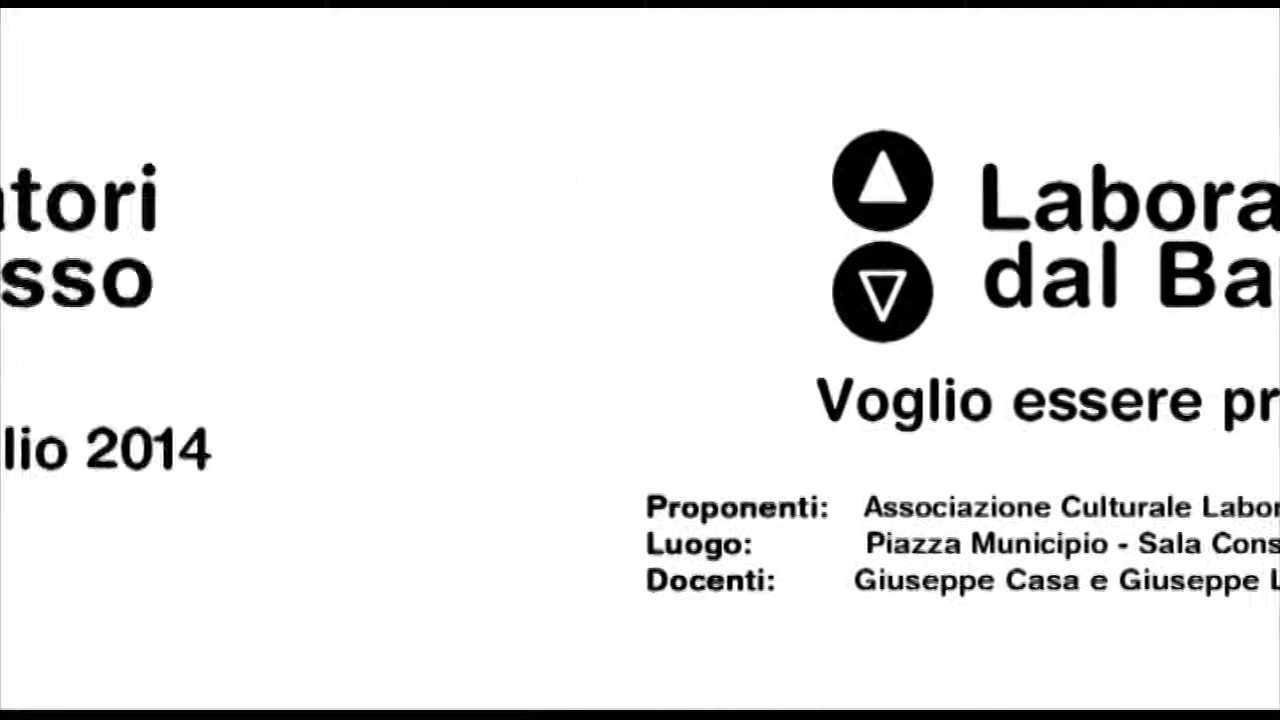 atori
sso
lio 2014
Labora
dal Ba
Voglio essere pr
Proponenti: Associazione Culturale Labor
Luogo: Piazza Municipio - Sala Cons
Docenti: Giuseppe Casa e Giuseppe L